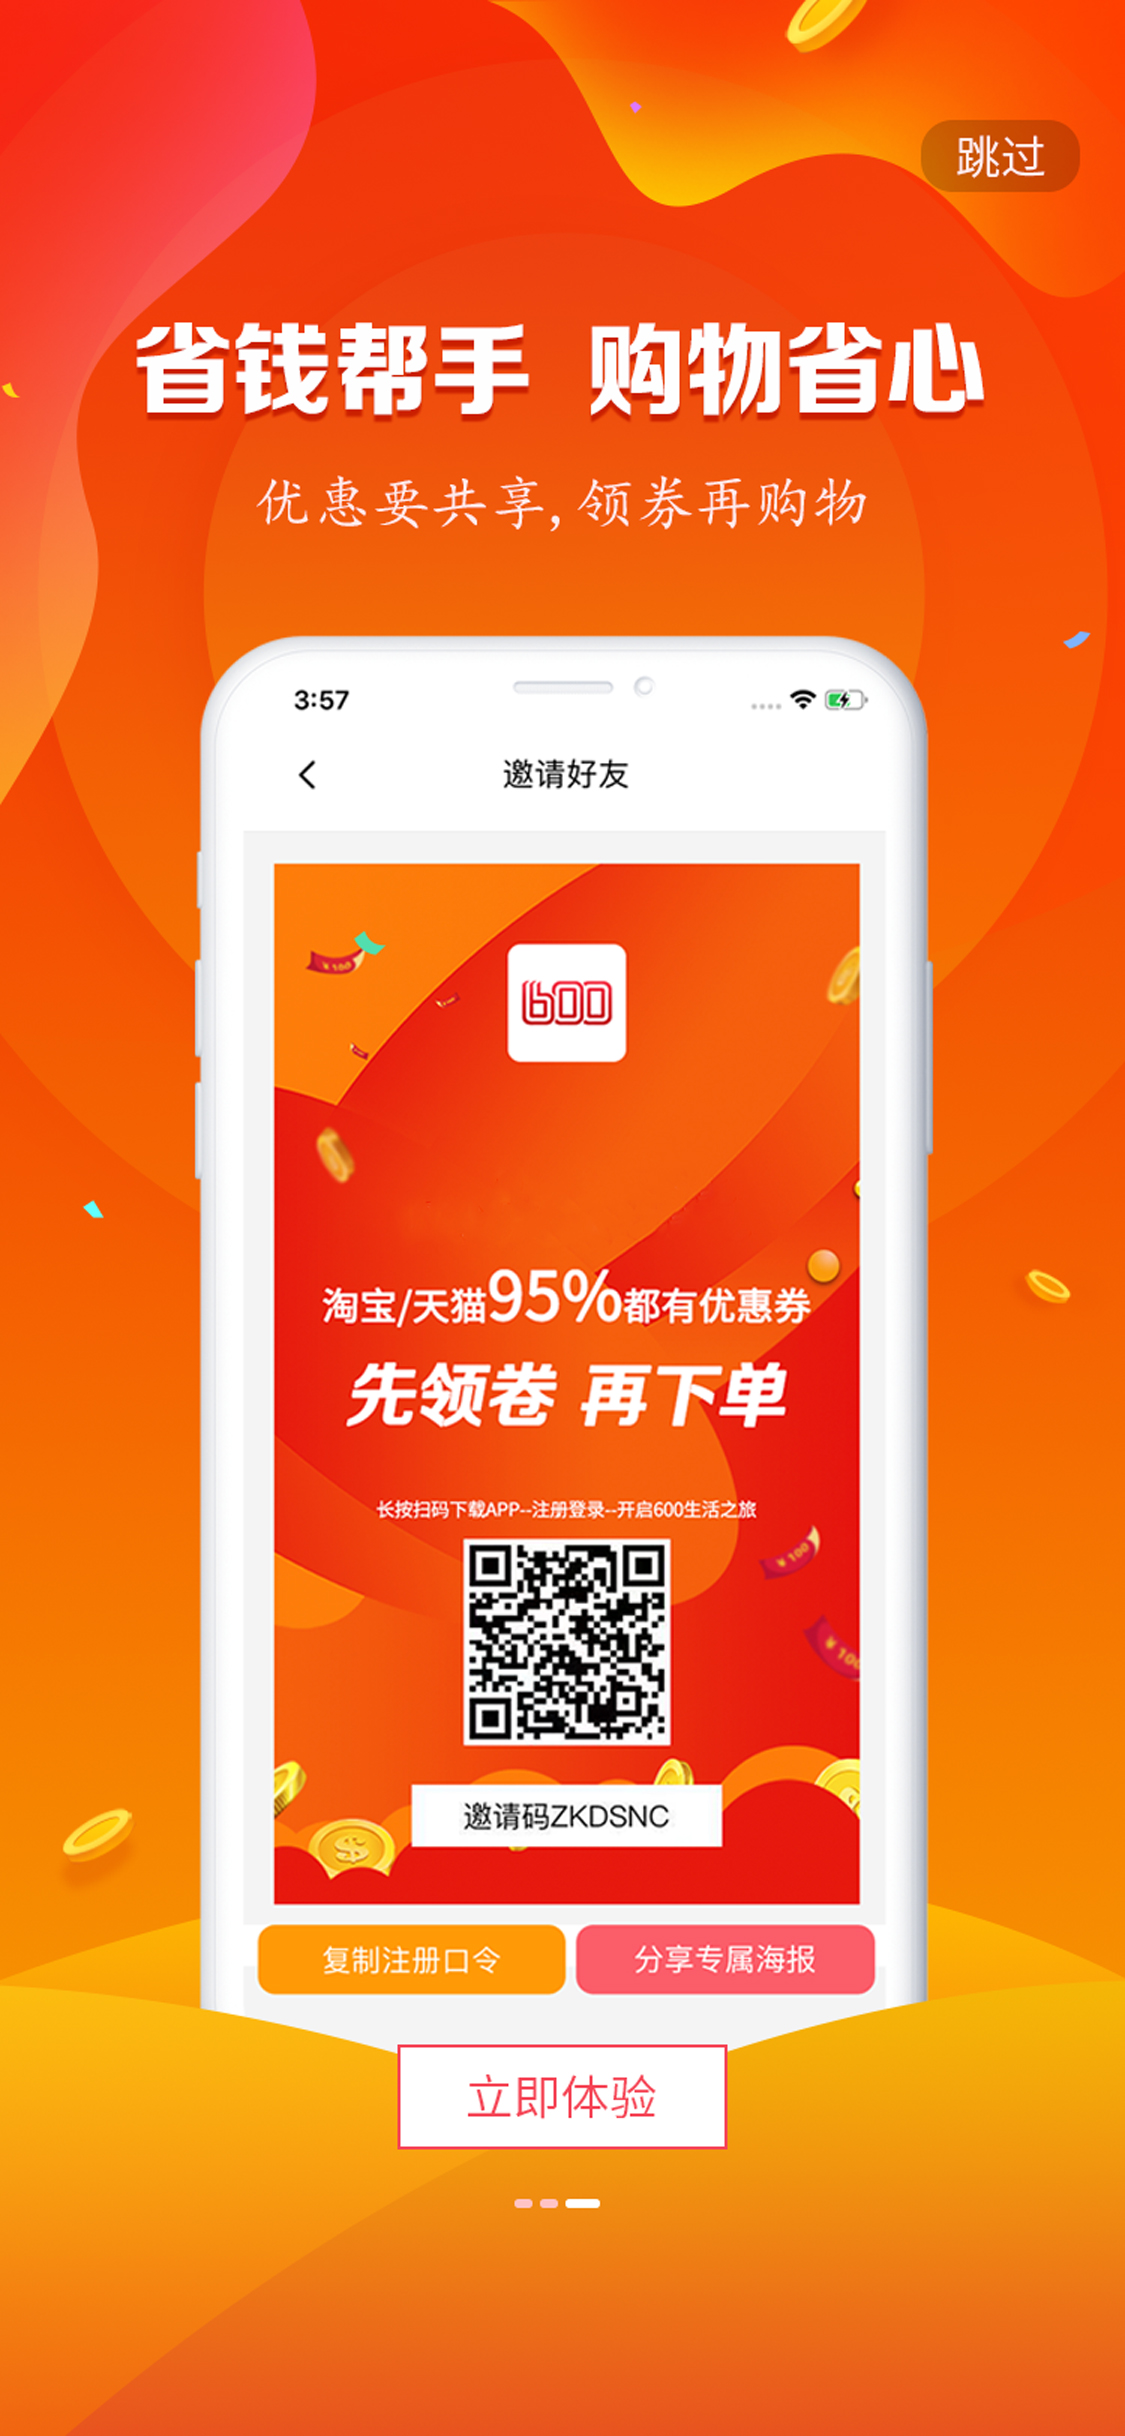 跳过
省钱帮手 购物省心
优惠要共享,领券再购物
3:57
邀请好友
600
淘宝/天猫95%都有优惠券
先领卷 再下单
长按扫码下载APP--注册登录--开启600生活之旅
¥100
¥100
¥100
邀请码ZKDSNC
复制注册口令
分享专属海报
立即体验